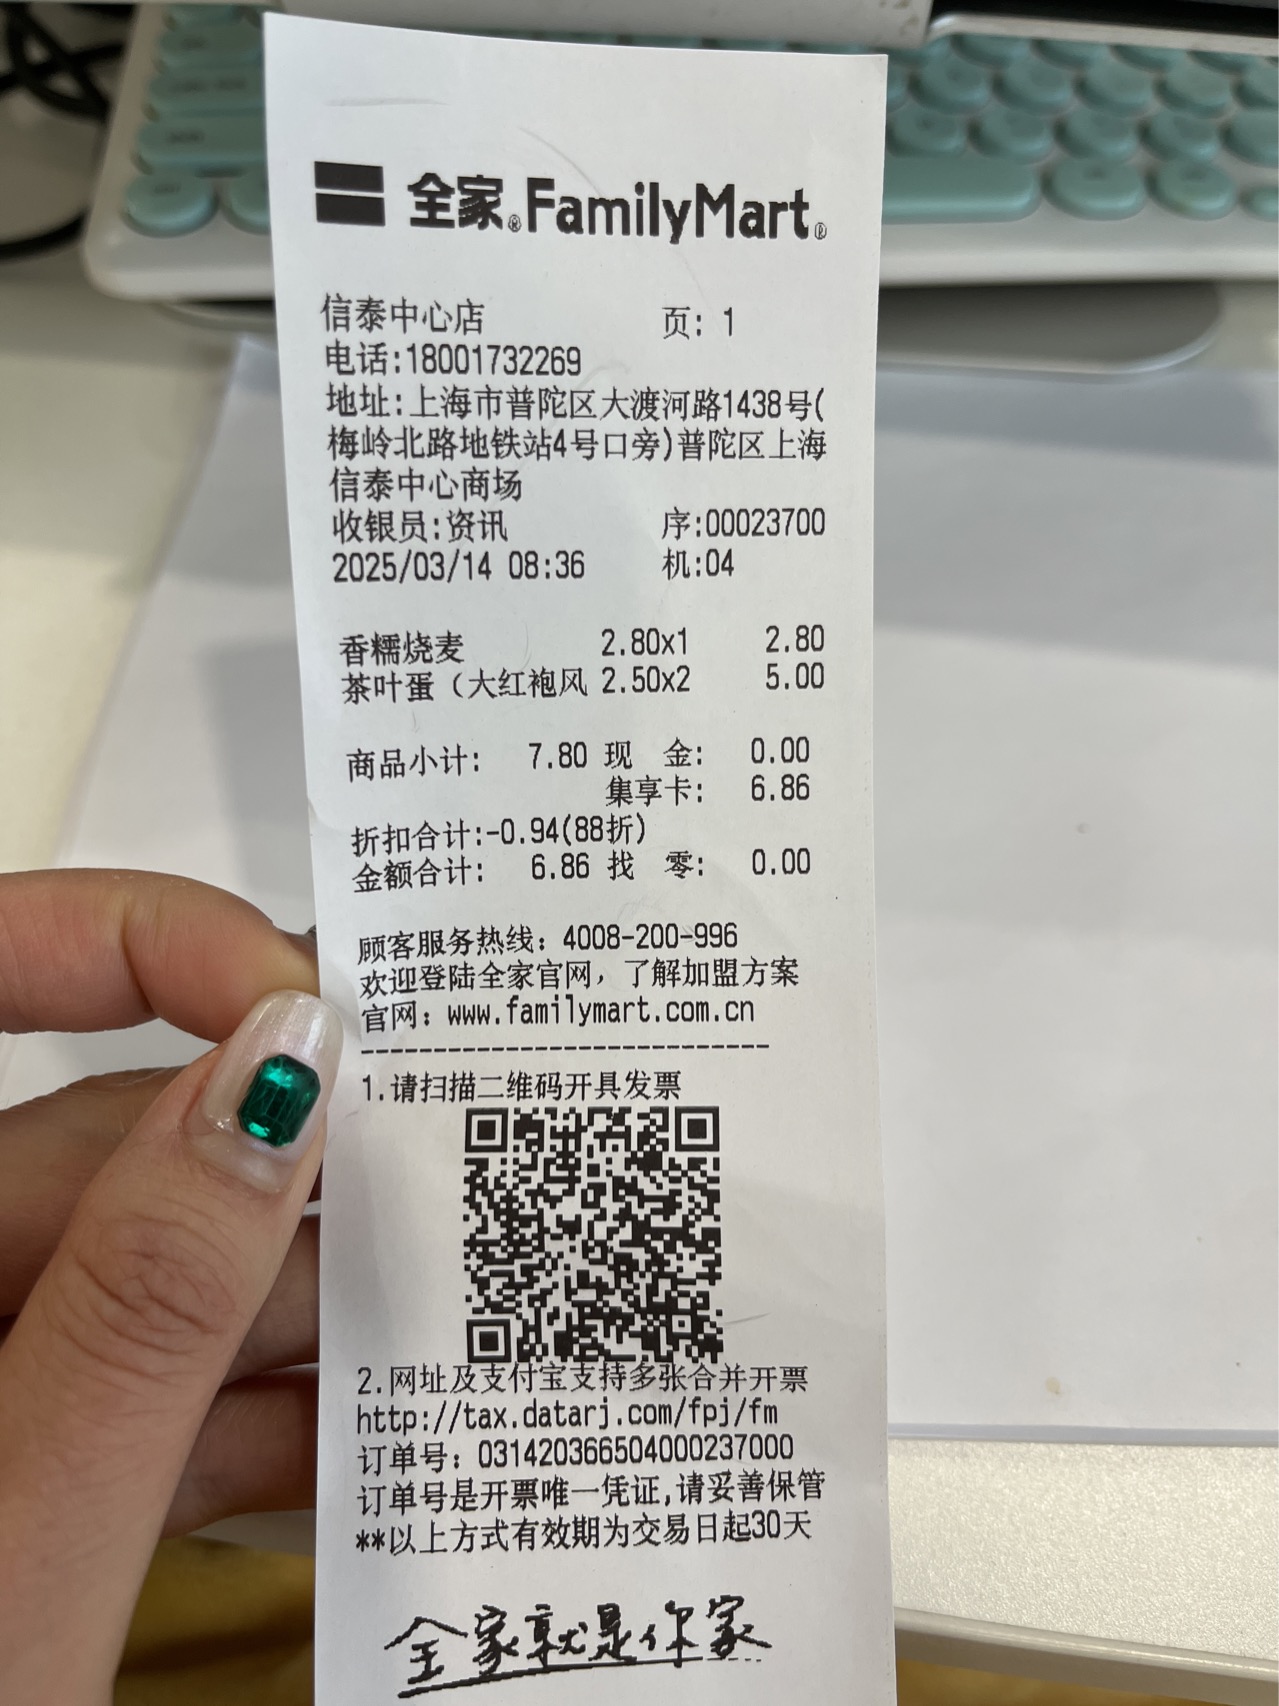 全家®FamilyMart®
信泰中心店 页: 1
电话:18001732269
地址:上海市普陀区大渡河路1438号(
梅岭北路地铁站4号口旁)普陀区上海
信泰中心商场
收银员:资讯 序:00023700
2025/03/14 08:36 机:04
香糯烧麦 2.80x1 2.80
茶叶蛋（大红袍风 2.50x2 5.00
商品小计: 7.80 现 金: 0.00
集享卡: 6.86
折扣合计:-0.94(88折)
金额合计: 6.86 找 零: 0.00
顾客服务热线：4008-200-996
欢迎登陆全家官网，了解加盟方案
官网：www.familymart.com.cn
----------------------------
1.请扫描二维码开具发票
2.网址及支付宝支持多张合并开票
http://tax.datarj.com/fpj/fm
订单号：031420366504000237000
订单号是开票唯一凭证,请妥善保管
**以上方式有效期为交易日起30天
全家就是你家